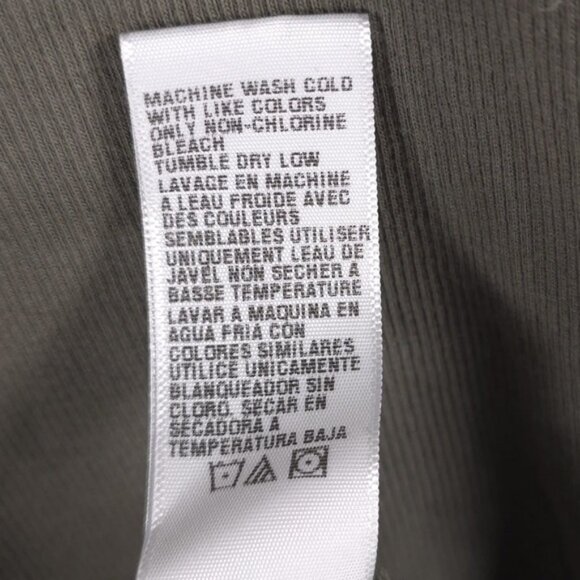 MACHINE WASH COLD
WITH LIKE COLORS
ONLY NON-CHLORINE
BLEACH
TUMBLE DRY LOW
LAVAGE EN MACHINE
A LEAU FROIDE AVEC
DES COULEURS
SEMBLABLES UTILISER
UNIQUEMENT LEAU DE
JAVEL NON SECHER A
BASSE TEMPERATURE
LAVAR A MAQUINA EN
AGUA FRIA CON
COLORES SIMILARES
UTILICE UNICAMENTE
BLANQUEADOR SIN
CLORO. SECAR EN
SECADORA A
TEMPERATURA BAJA